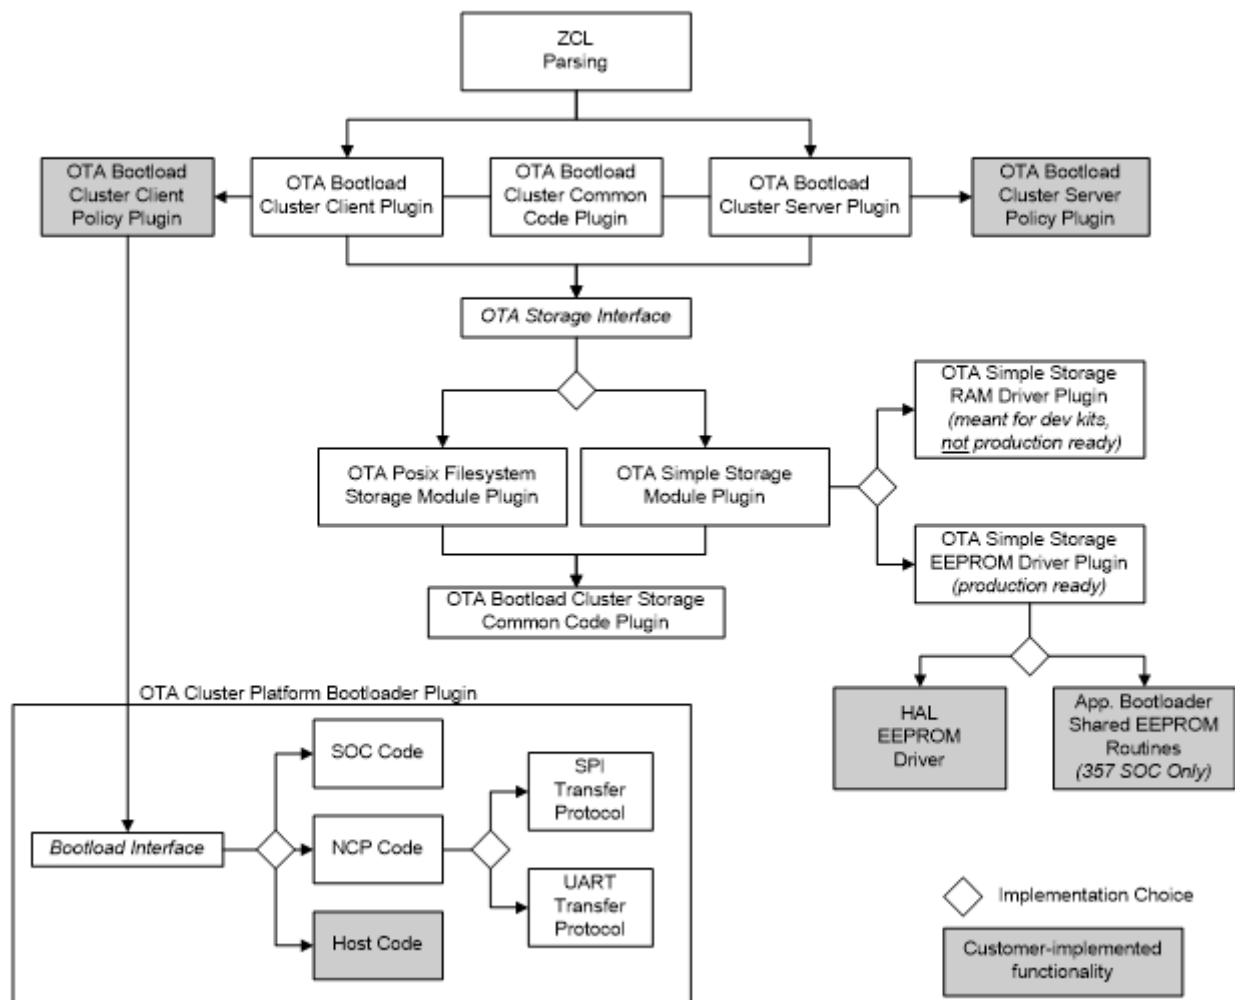 ZCL
Parsing
OTA Bootload
Cluster Client
Policy Plugin
OTA Bootload
Cluster Client Plugin
OTA Bootload
Cluster Common
Code Plugin
OTA Bootload
Cluster Server Plugin
OTA Bootload
Cluster Server
Policy Plugin
OTA Storage Interface
OTA Simple Storage
RAM Driver Plugin
(meant for dev kits,
not production ready)
OTA Posix Filesystem
Storage Module Plugin
OTA Simple Storage
Module Plugin
OTA Simple Storage
EEPROM Driver Plugin
(production ready)
OTA Bootload Cluster Storage
Common Code Plugin
HAL
EEPROM
Driver
App. Bootloader
Shared EEPROM
Routines
(357 SOC Only)
OTA Cluster Platform Bootloader Plugin
SOC Code
SPI
Transfer
Protocol
Bootload Interface
NCP Code
UART
Transfer
Protocol
Host Code
Implementation Choice
Customer-implemented
functionality